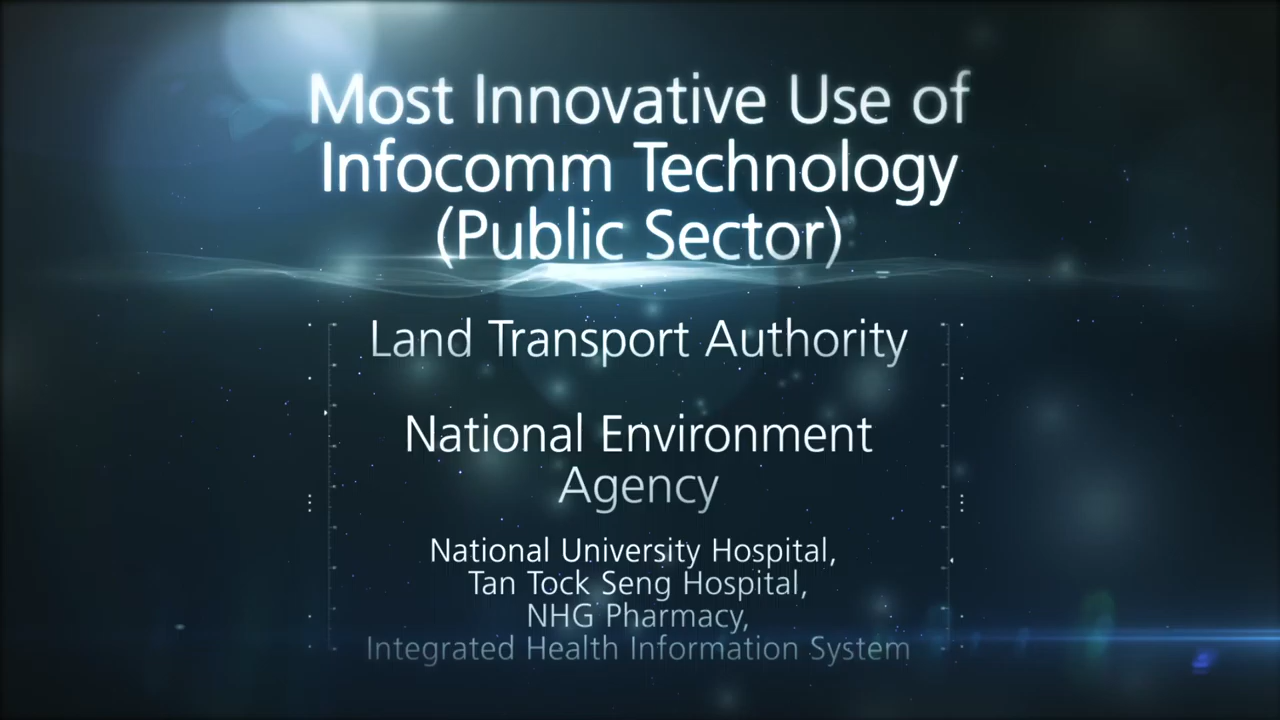 Most Innovative Use of
Infocomm Technology
(Public Sector)
Land Transport Authority
National Environment
Agency
National University Hospital,
Tan Tock Seng Hospital,
NHG Pharmacy,
Integrated Health Information System